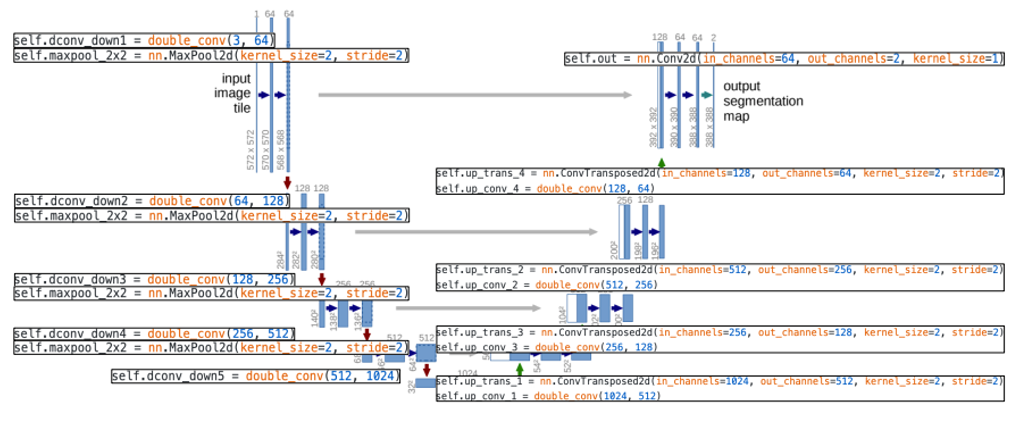 1 64 64
self.dconv_down1 = double_conv(3, 64)
self.maxpool_2x2 = nn.MaxPool2d(kernel_size=2, stride=2)
input
image
tile
572 x 572
570 x 570
568 x 568
128 64 64 2
self.out = nn.Conv2d(in_channels=64, out_channels=2, kernel_size=1)
output
segmentation
map
392 x 392
390 x 390
388 x 388
388 x 388
self.up_trans_4 = nn.ConvTransposed2d(in_channels=128, out_channels=64, kernel_size=2, stride=2)
self.up_conv_4 = double_conv(128, 64)
128 128
self.dconv_down2 = double_conv(64, 128)
self.maxpool_2x2 = nn.MaxPool2d(kernel_size=2, stride=2)
284²
282²
280²
256 128
200²
198²
196²
self.up_trans_2 = nn.ConvTransposed2d(in_channels=512, out_channels=256, kernel_size=2, stride=2)
self.up_conv_2 = double_conv(512, 256)
self.dconv_down3 = double_conv(128, 256)
self.maxpool_2x2 = nn.MaxPool2d(kernel_size=2, stride=2)
256 256
140²
138²
136²
104²
self.up_trans_3 = nn.ConvTransposed2d(in_channels=256, out_channels=128, kernel_size=2, stride=2)
self.up_conv_3 = double_conv(256, 128)
self.dconv_down4 = double_conv(256, 512)
self.maxpool_2x2 = nn.MaxPool2d(kernel_size=2, stride=2)
512 512
64²
54²
52²
self.dconv_down5 = double_conv(512, 1024)
1024
32²
self.up_trans_1 = nn.ConvTransposed2d(in_channels=1024, out_channels=512, kernel_size=2, stride=2)
self.up_conv_1 = double_conv(1024, 512)